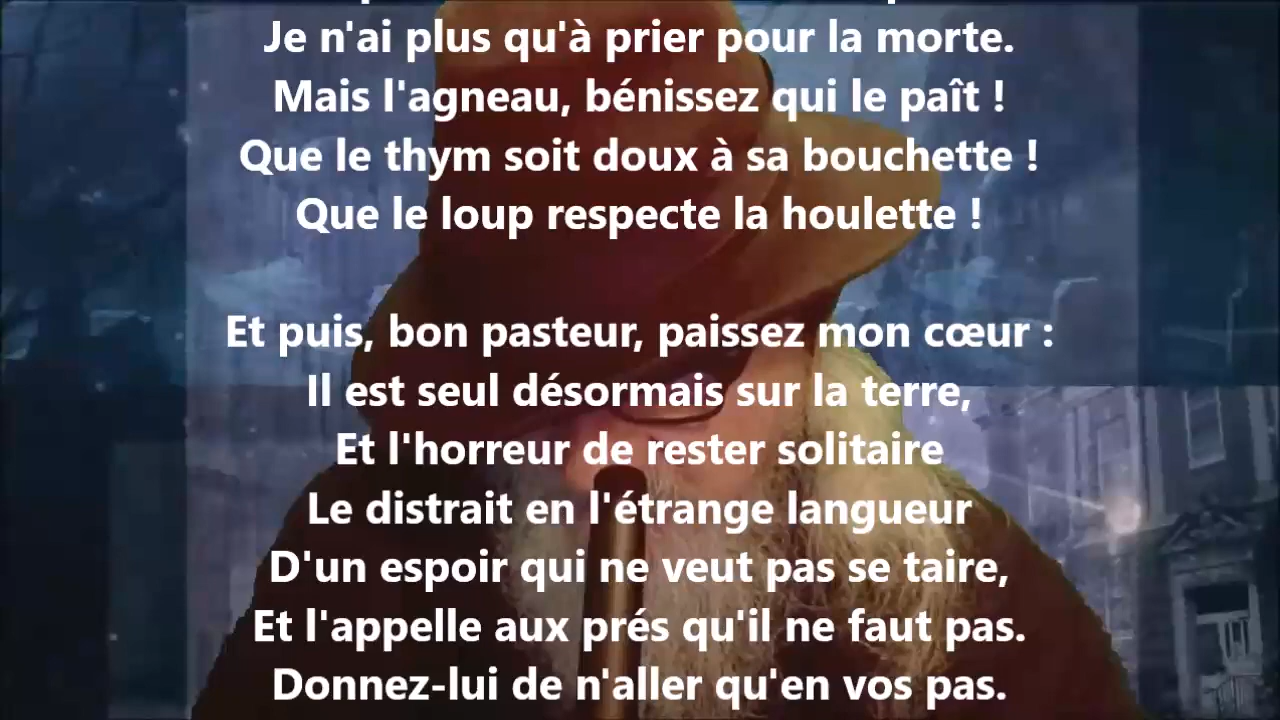 Je n'ai plus qu'à prier pour la morte.
Mais l'agneau, bénissez qui le paît !
Que le thym soit doux à sa bouchette !
Que le loup respecte la houlette !
Et puis, bon pasteur, paissez mon cœur :
Il est seul désormais sur la terre,
Et l'horreur de rester solitaire
Le distrait en l'étrange langueur
D'un espoir qui ne veut pas se taire,
Et l'appelle aux prés qu'il ne faut pas.
Donnez-lui de n'aller qu'en vos pas.